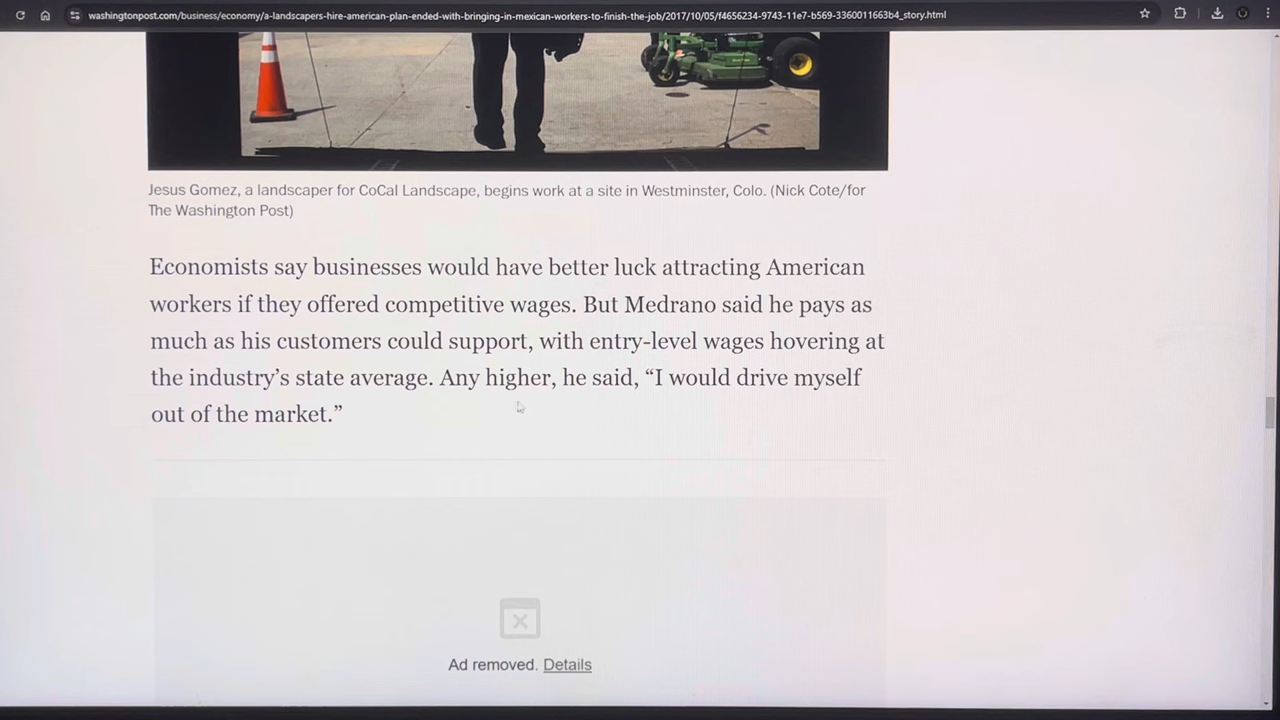 washingtonpost.com/business/economy/a-landscapers-hire-american-plan-ended-with-bringing-in-mexican-workers-to-finish-the-job/2017/10/05/f4656234-9743-11e7-b569-3360011663b4_story.html
Jesus Gomez, a landscaper for CoCal Landscape, begins work at a site in Westminster, Colo. (Nick Cote/for
The Washington Post)
Economists say businesses would have better luck attracting American
workers if they offered competitive wages. But Medrano said he pays as
much as his customers could support, with entry-level wages hovering at
the industry’s state average. Any higher, he said, “I would drive myself
out of the market.”
Ad removed. Details